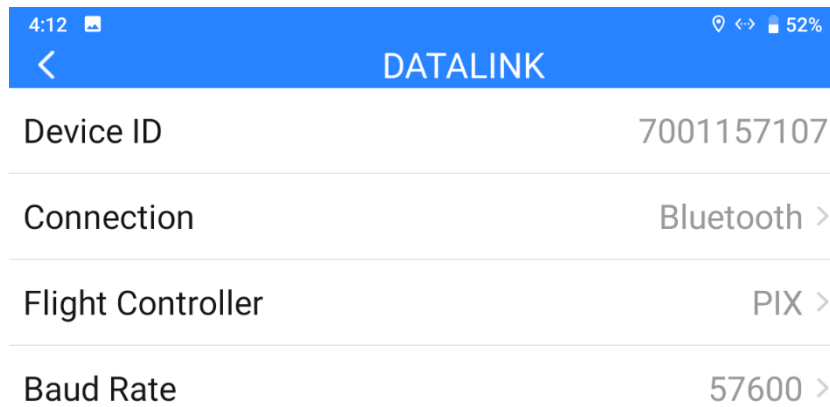 4:12 52%
DATALINK
Device ID 7001157107
Connection Bluetooth
Flight Controller PIX
Baud Rate 57600